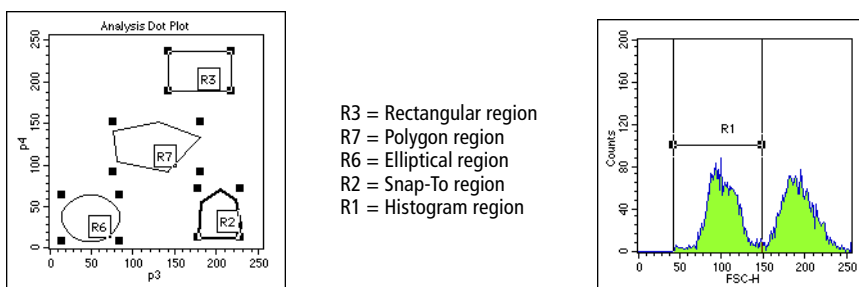 Analysis Dot Plot
250
200
150
100
50
0
p4
R3
R7
R6
R2
0 50 100 150 200 250
p3
R3 = Rectangular region
R7 = Polygon region
R6 = Elliptical region
R2 = Snap-To region
R1 = Histogram region
200
160
120
80
40
0
Counts
R1
0 50 100 150 200 250
FSC-H